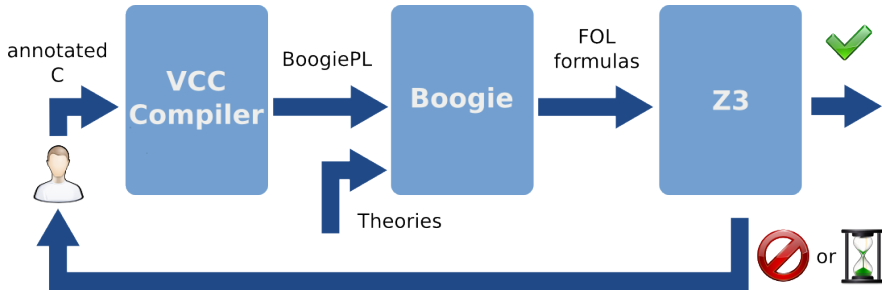 annotated
C
VCC
Compiler
BoogiePL
Boogie
FOL
formulas
Z3
Theories
or